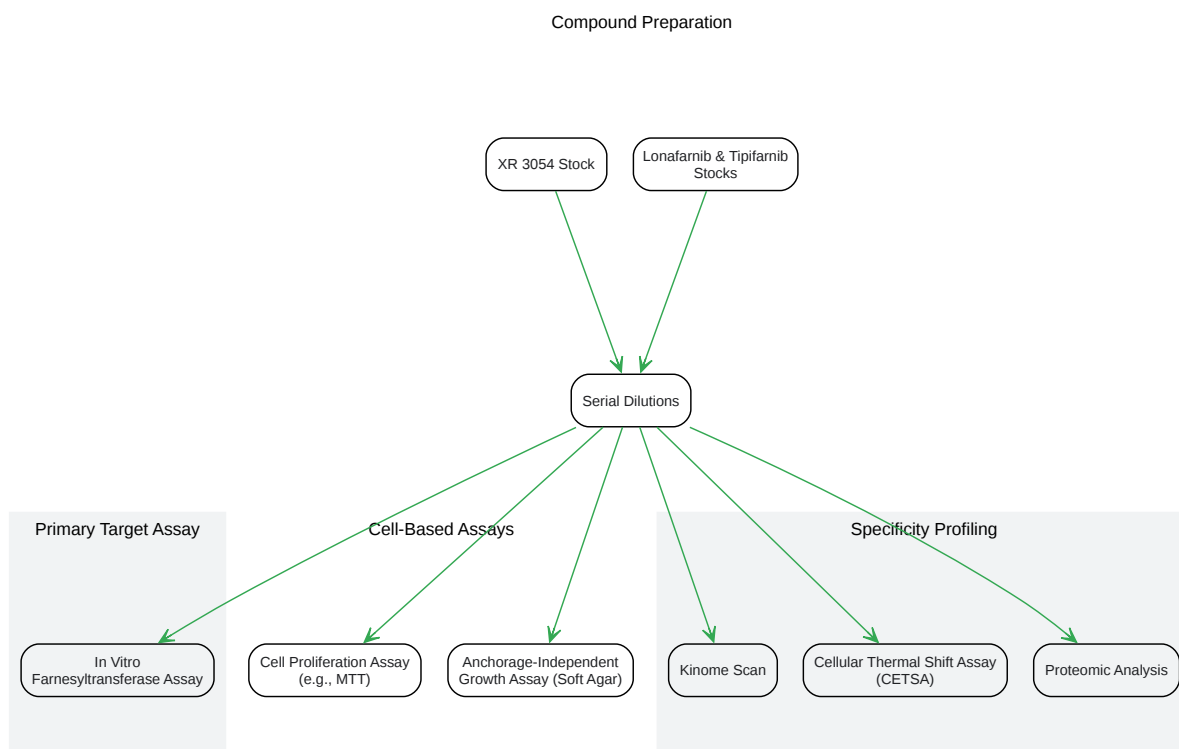 Compound Preparation
XR 3054 Stock
Lonafarnib & Tipifarnib
Stocks
Serial Dilutions
Primary Target Assay
Cell-Based Assays
Specificity Profiling
In Vitro
Farnesyltransferase Assay
Cell Proliferation Assay
(e.g., MTT)
Anchorage-Independent
Growth Assay (Soft Agar)
Kinome Scan
Cellular Thermal Shift Assay
(CETSA)
Proteomic Analysis